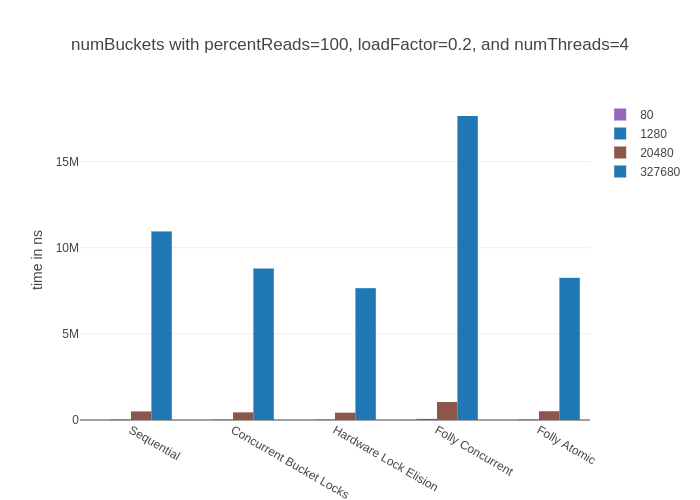 numBuckets with percentReads=100, loadFactor=0.2, and numThreads=4
80
1280
20480
327680
time in ns
15M
10M
5M
0
Sequential
Concurrent Bucket Locks
Hardware Lock Elision
Folly Concurrent
Folly Atomic